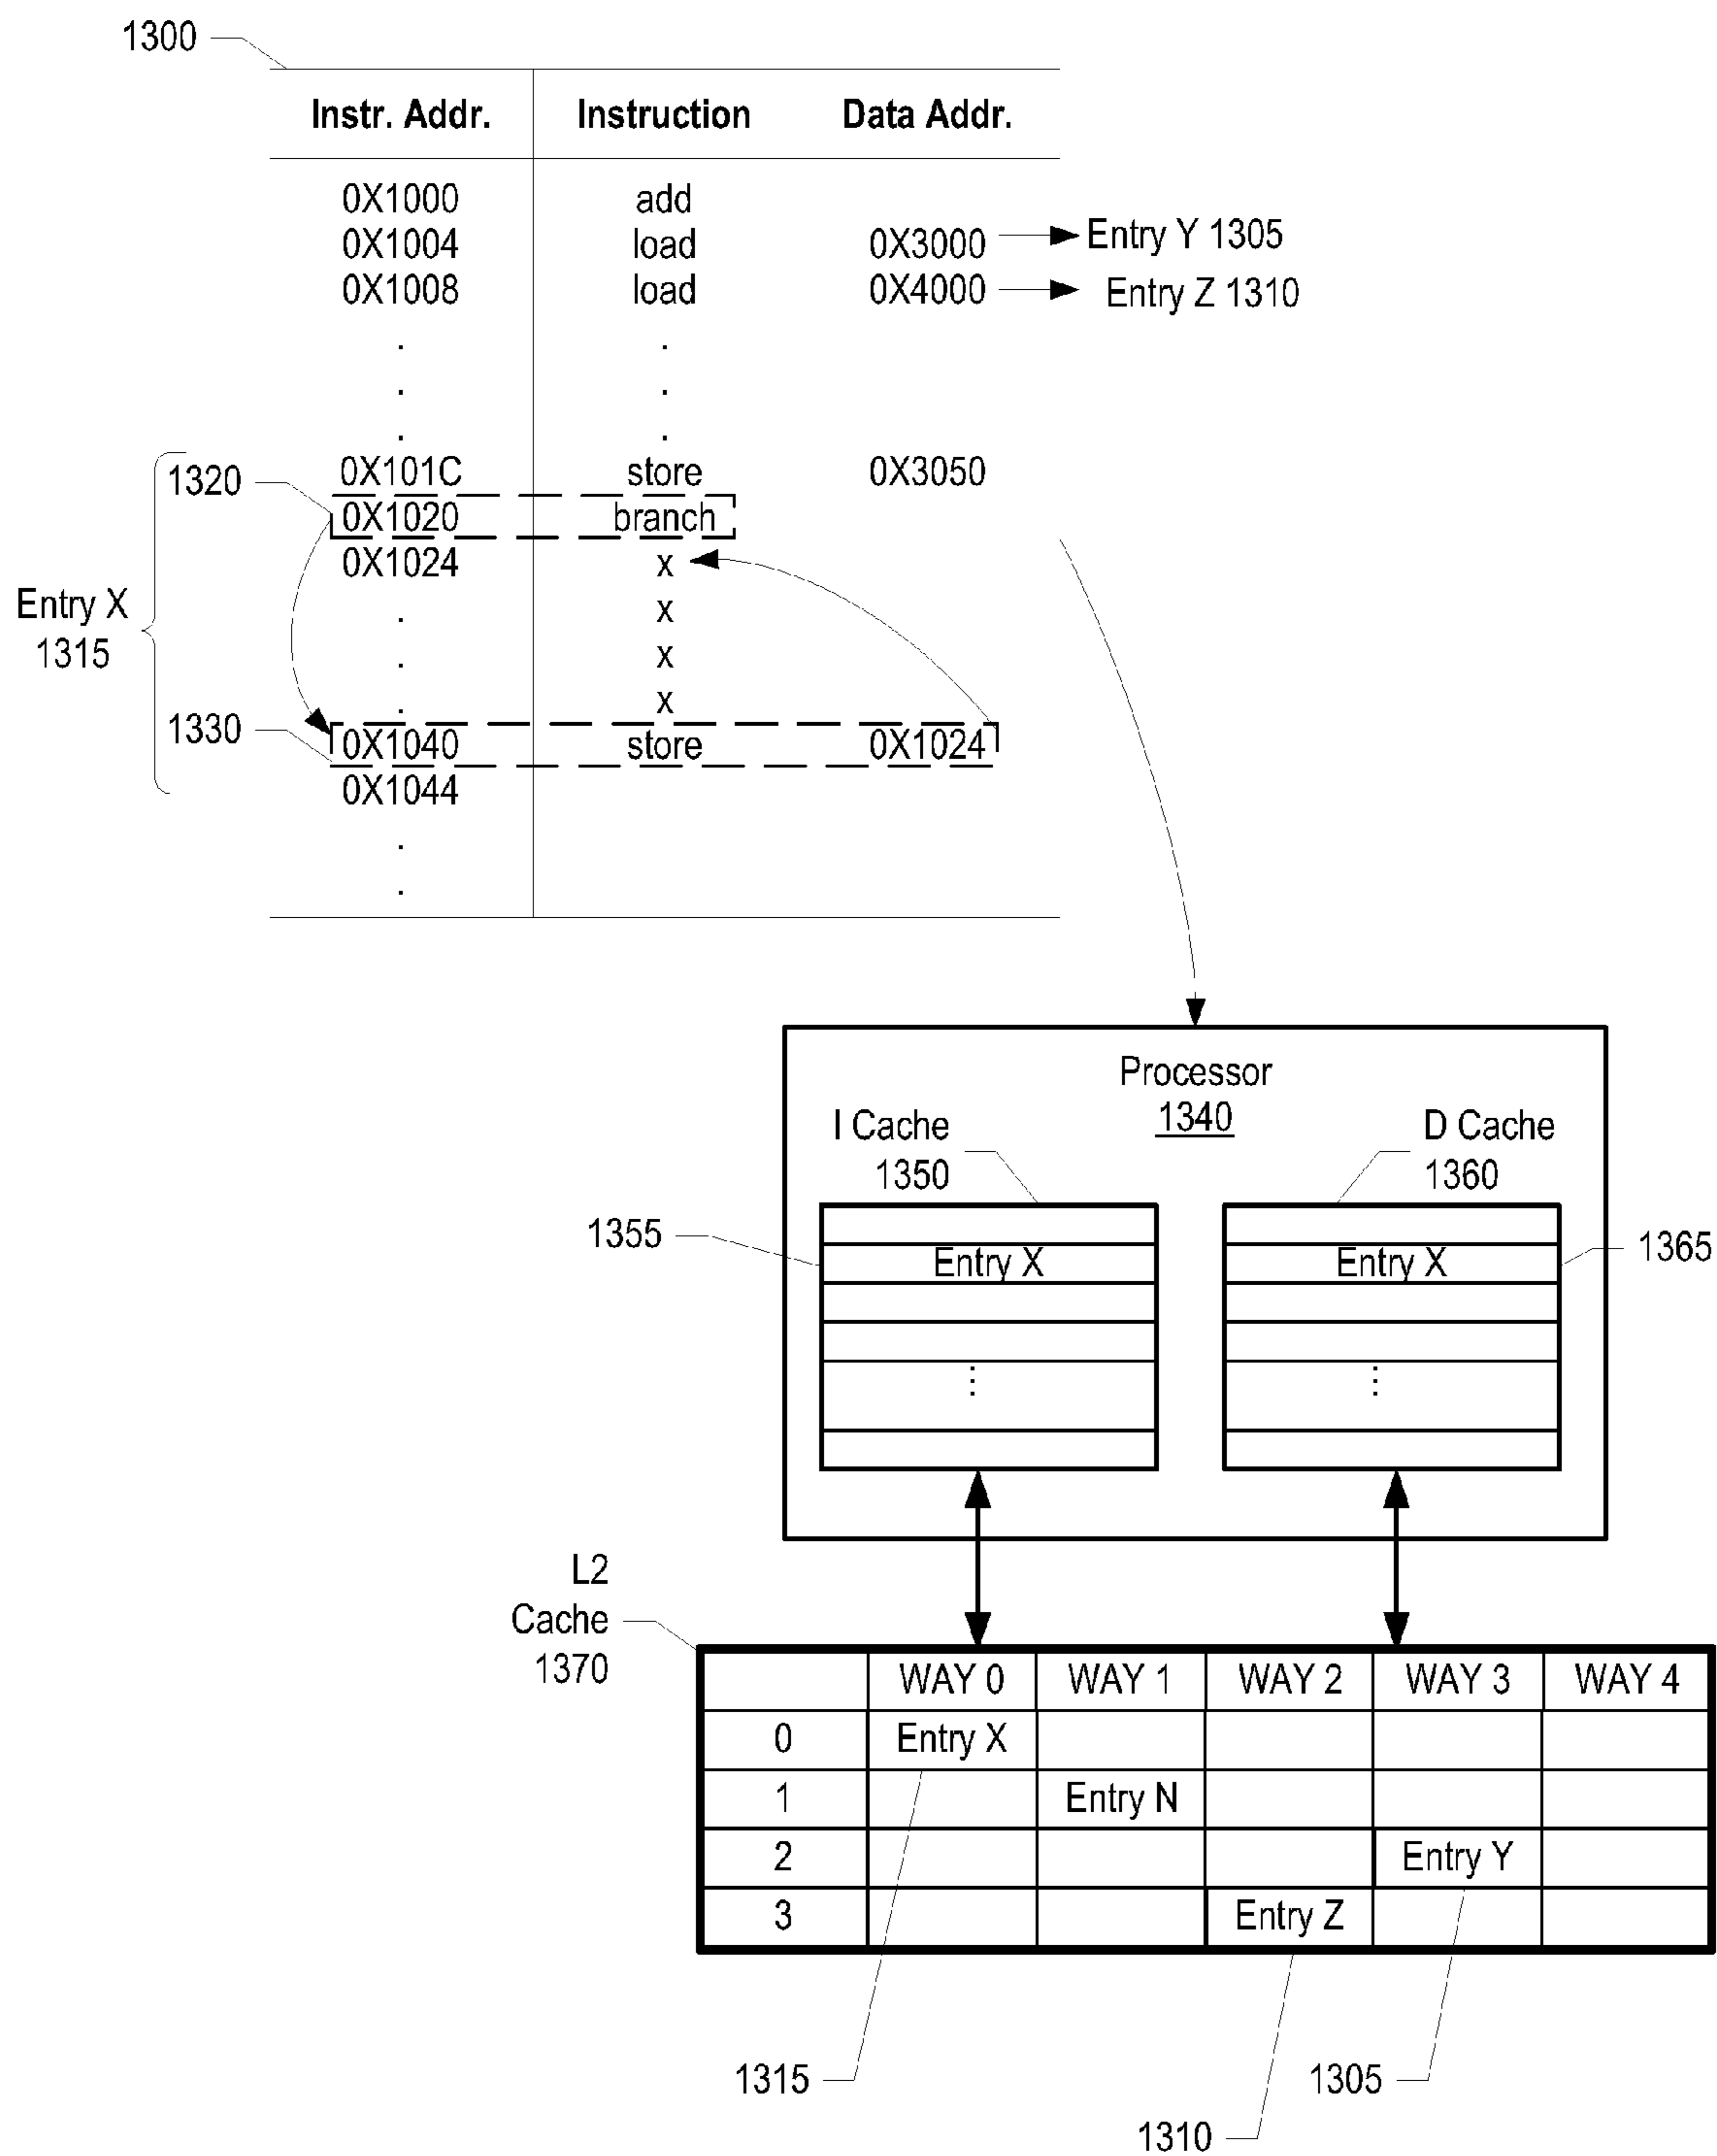 1300
Instr. Addr. Instruction Data Addr.
0X1000 add
0X1004 load 0X3000 Entry Y 1305
0X1008 load 0X4000 Entry Z 1310
. .
. .
. .
0X101C store 0X3050
1320
0X1020 branch
0X1024 x
. x
Entry X
1315
. x
. x
1330
0X1040 store 0X1024
0X1044
.
.
Processor
1340
I Cache
1350
D Cache
1360
1355
Entry X
Entry X
1365
⋮ ⋮
L2
Cache
1370
WAY 0 WAY 1 WAY 2 WAY 3 WAY 4
0 Entry X
1 Entry N
2 Entry Y
3 Entry Z
1315
1305
1310